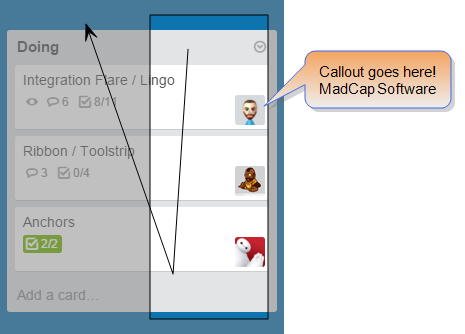 Doing
Integration Flare / Lingo
6 8/11
Callout goes here!
MadCap Software
Ribbon / Toolstrip
3 0/4
Anchors
2/2
Add a card...